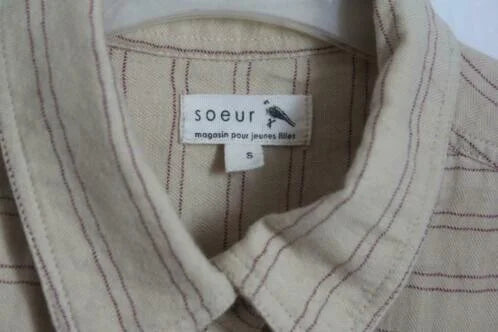 soeur
magasin pour jeunes filles
S